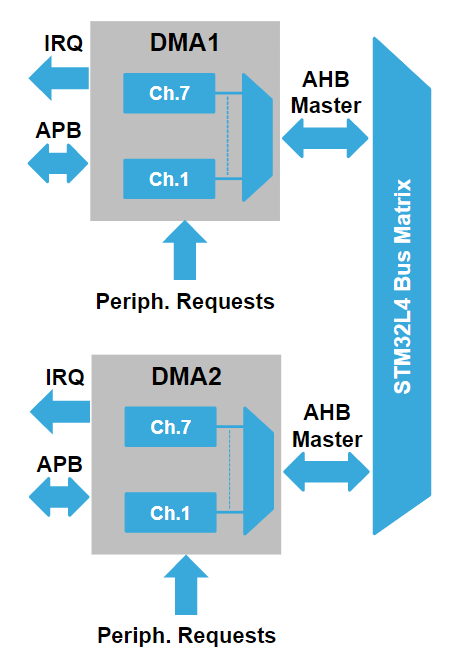 DMA1
IRQ
APB
Ch.7
Ch.1
AHB
Master
Periph. Requests
STM32L4 Bus Matrix
DMA2
IRQ
APB
Ch.7
Ch.1
AHB
Master
Periph. Requests